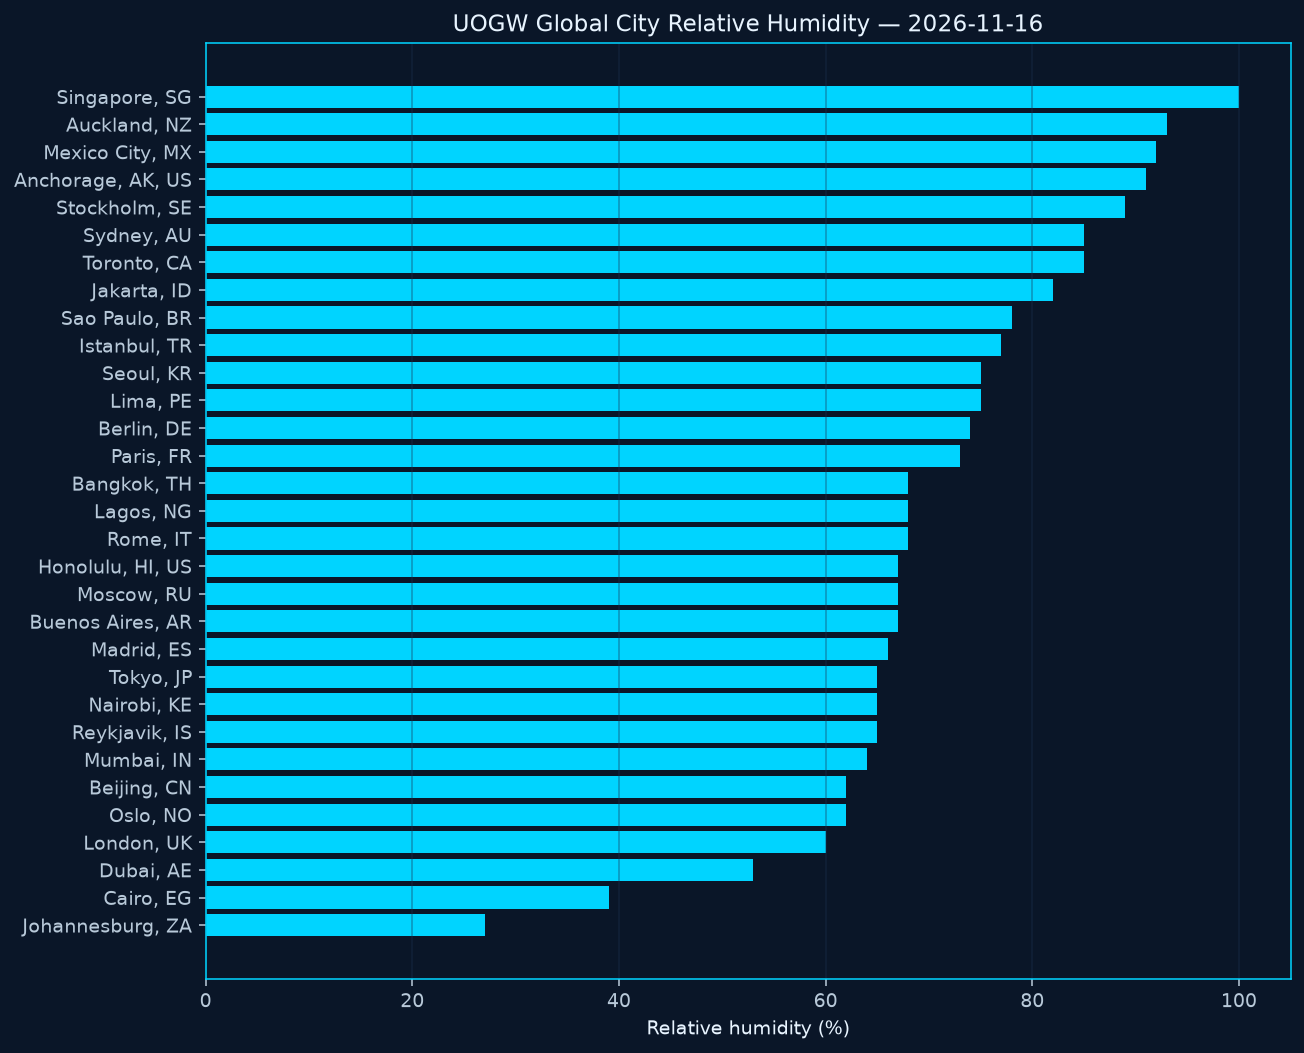 UOGW Global City Relative Humidity — 2026-11-16
Singapore, SG
Auckland, NZ
Mexico City, MX
Anchorage, AK, US
Stockholm, SE
Sydney, AU
Toronto, CA
Jakarta, ID
Sao Paulo, BR
Istanbul, TR
Seoul, KR
Lima, PE
Berlin, DE
Paris, FR
Bangkok, TH
Lagos, NG
Rome, IT
Honolulu, HI, US
Moscow, RU
Buenos Aires, AR
Madrid, ES
Tokyo, JP
Nairobi, KE
Reykjavik, IS
Mumbai, IN
Beijing, CN
Oslo, NO
London, UK
Dubai, AE
Cairo, EG
Johannesburg, ZA
0 20 40 60 80 100
Relative humidity (%)